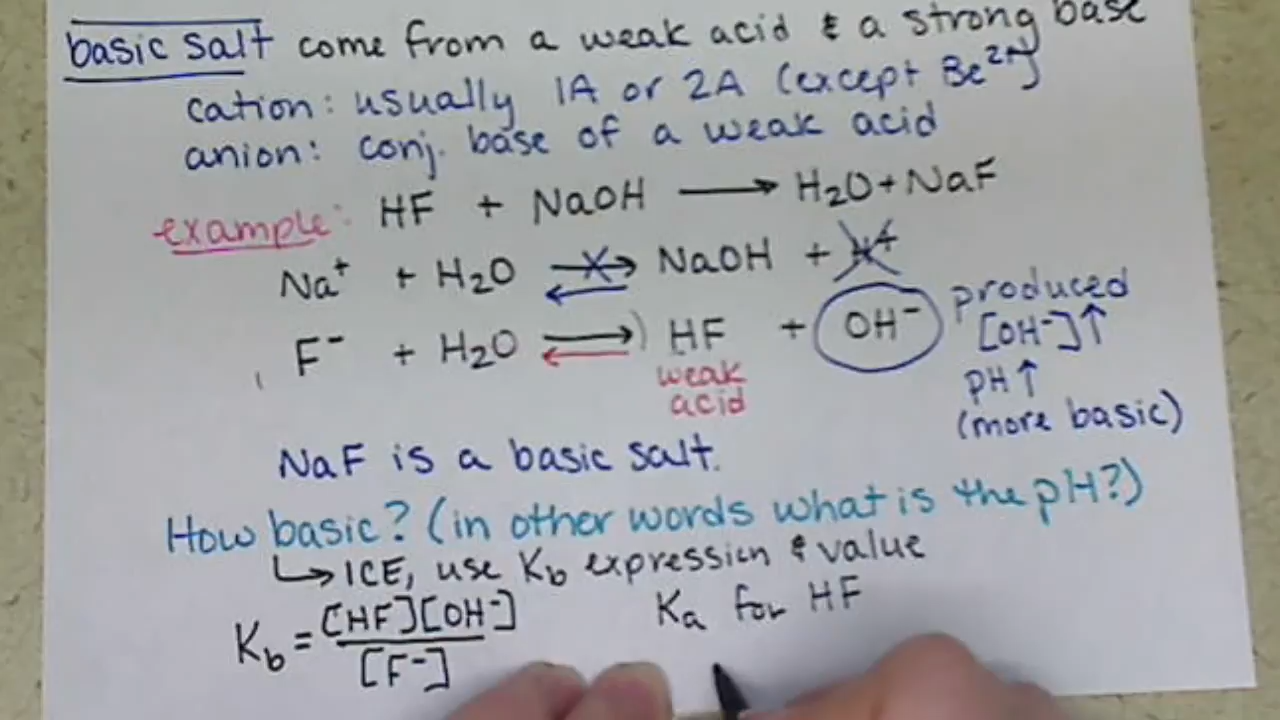 basic salt come from a weak acid & a strong base
cation: usually 1A or 2A (except Be²⁺)
anion: conj. base of a weak acid
example: HF + NaOH ⟶ H₂O + NaF
Na⁺ + H₂O ⇌ NaOH + H⁺
F⁻ + H₂O ⇌ HF + OH⁻
weak
acid
produced
[OH⁻]↑
pH↑
(more basic)
NaF is a basic salt.
How basic? (in other words what is the pH?)
↳ ICE, use K_b expression & value
K_b = [HF][OH⁻]
[F⁻]
K_a for HF